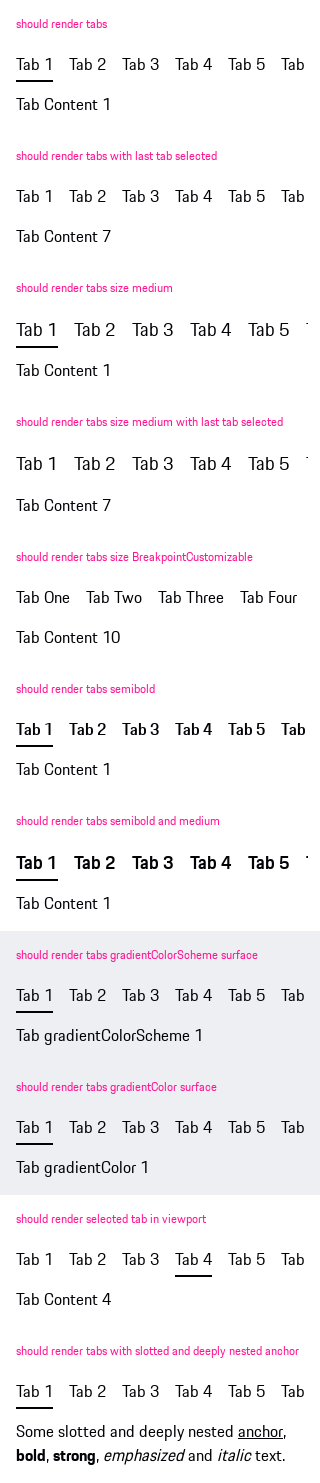 should render tabs
Tab 1 Tab 2 Tab 3 Tab 4 Tab 5 Tab
Tab Content 1
should render tabs with last tab selected
Tab 1 Tab 2 Tab 3 Tab 4 Tab 5 Tab
Tab Content 7
should render tabs size medium
Tab 1 Tab 2 Tab 3 Tab 4 Tab 5
Tab Content 1
should render tabs size medium with last tab selected
Tab 1 Tab 2 Tab 3 Tab 4 Tab 5
Tab Content 7
should render tabs size BreakpointCustomizable
Tab One Tab Two Tab Three Tab Four
Tab Content 10
should render tabs semibold
Tab 1 Tab 2 Tab 3 Tab 4 Tab 5 Tab
Tab Content 1
should render tabs semibold and medium
Tab 1 Tab 2 Tab 3 Tab 4 Tab 5
Tab Content 1
should render tabs gradientColorScheme surface
Tab 1 Tab 2 Tab 3 Tab 4 Tab 5 Tab
Tab gradientColorScheme 1
should render tabs gradientColor surface
Tab 1 Tab 2 Tab 3 Tab 4 Tab 5 Tab
Tab gradientColor 1
should render selected tab in viewport
Tab 1 Tab 2 Tab 3 Tab 4 Tab 5 Tab
Tab Content 4
should render tabs with slotted and deeply nested anchor
Tab 1 Tab 2 Tab 3 Tab 4 Tab 5 Tab
Some slotted and deeply nested anchor,
bold, strong, emphasized and italic text.